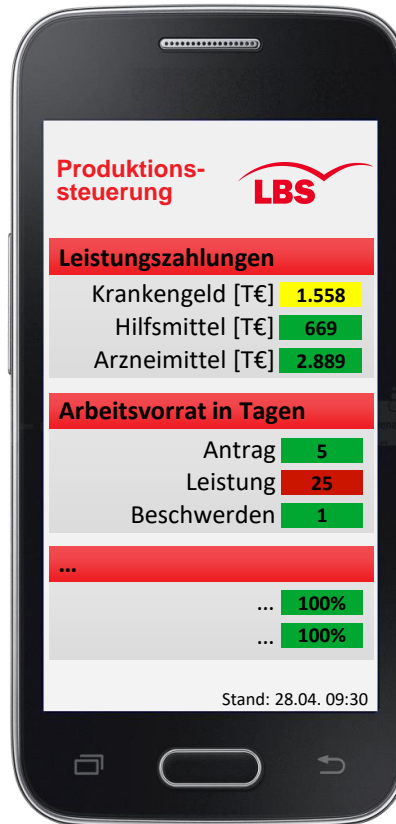 Produktions-
steuerung
LBS
Leistungszahlungen
Krankengeld [T€] 1.558
Hilfsmittel [T€] 669
Arzneimittel [T€] 2.889
Arbeitsvorrat in Tagen
Antrag 5
Leistung 25
Beschwerden 1
...
... 100%
... 100%
Stand: 28.04. 09:30